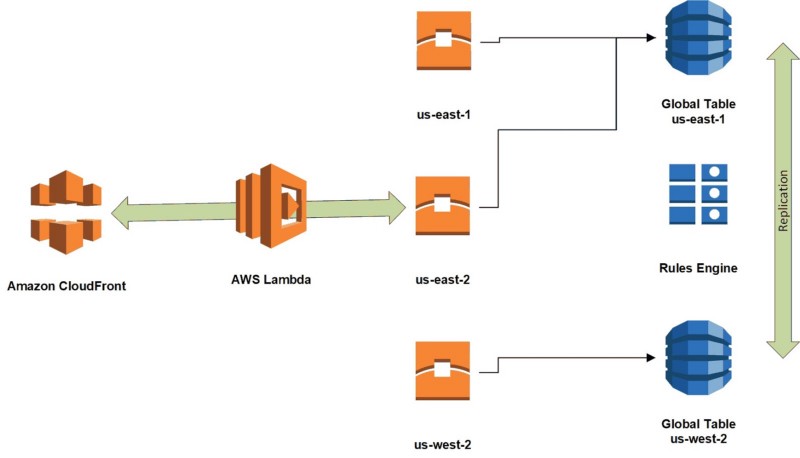 us-east-1
Global Table
us-east-1
Replication
Amazon CloudFront
AWS Lambda
us-east-2
Rules Engine
us-west-2
Global Table
us-west-2